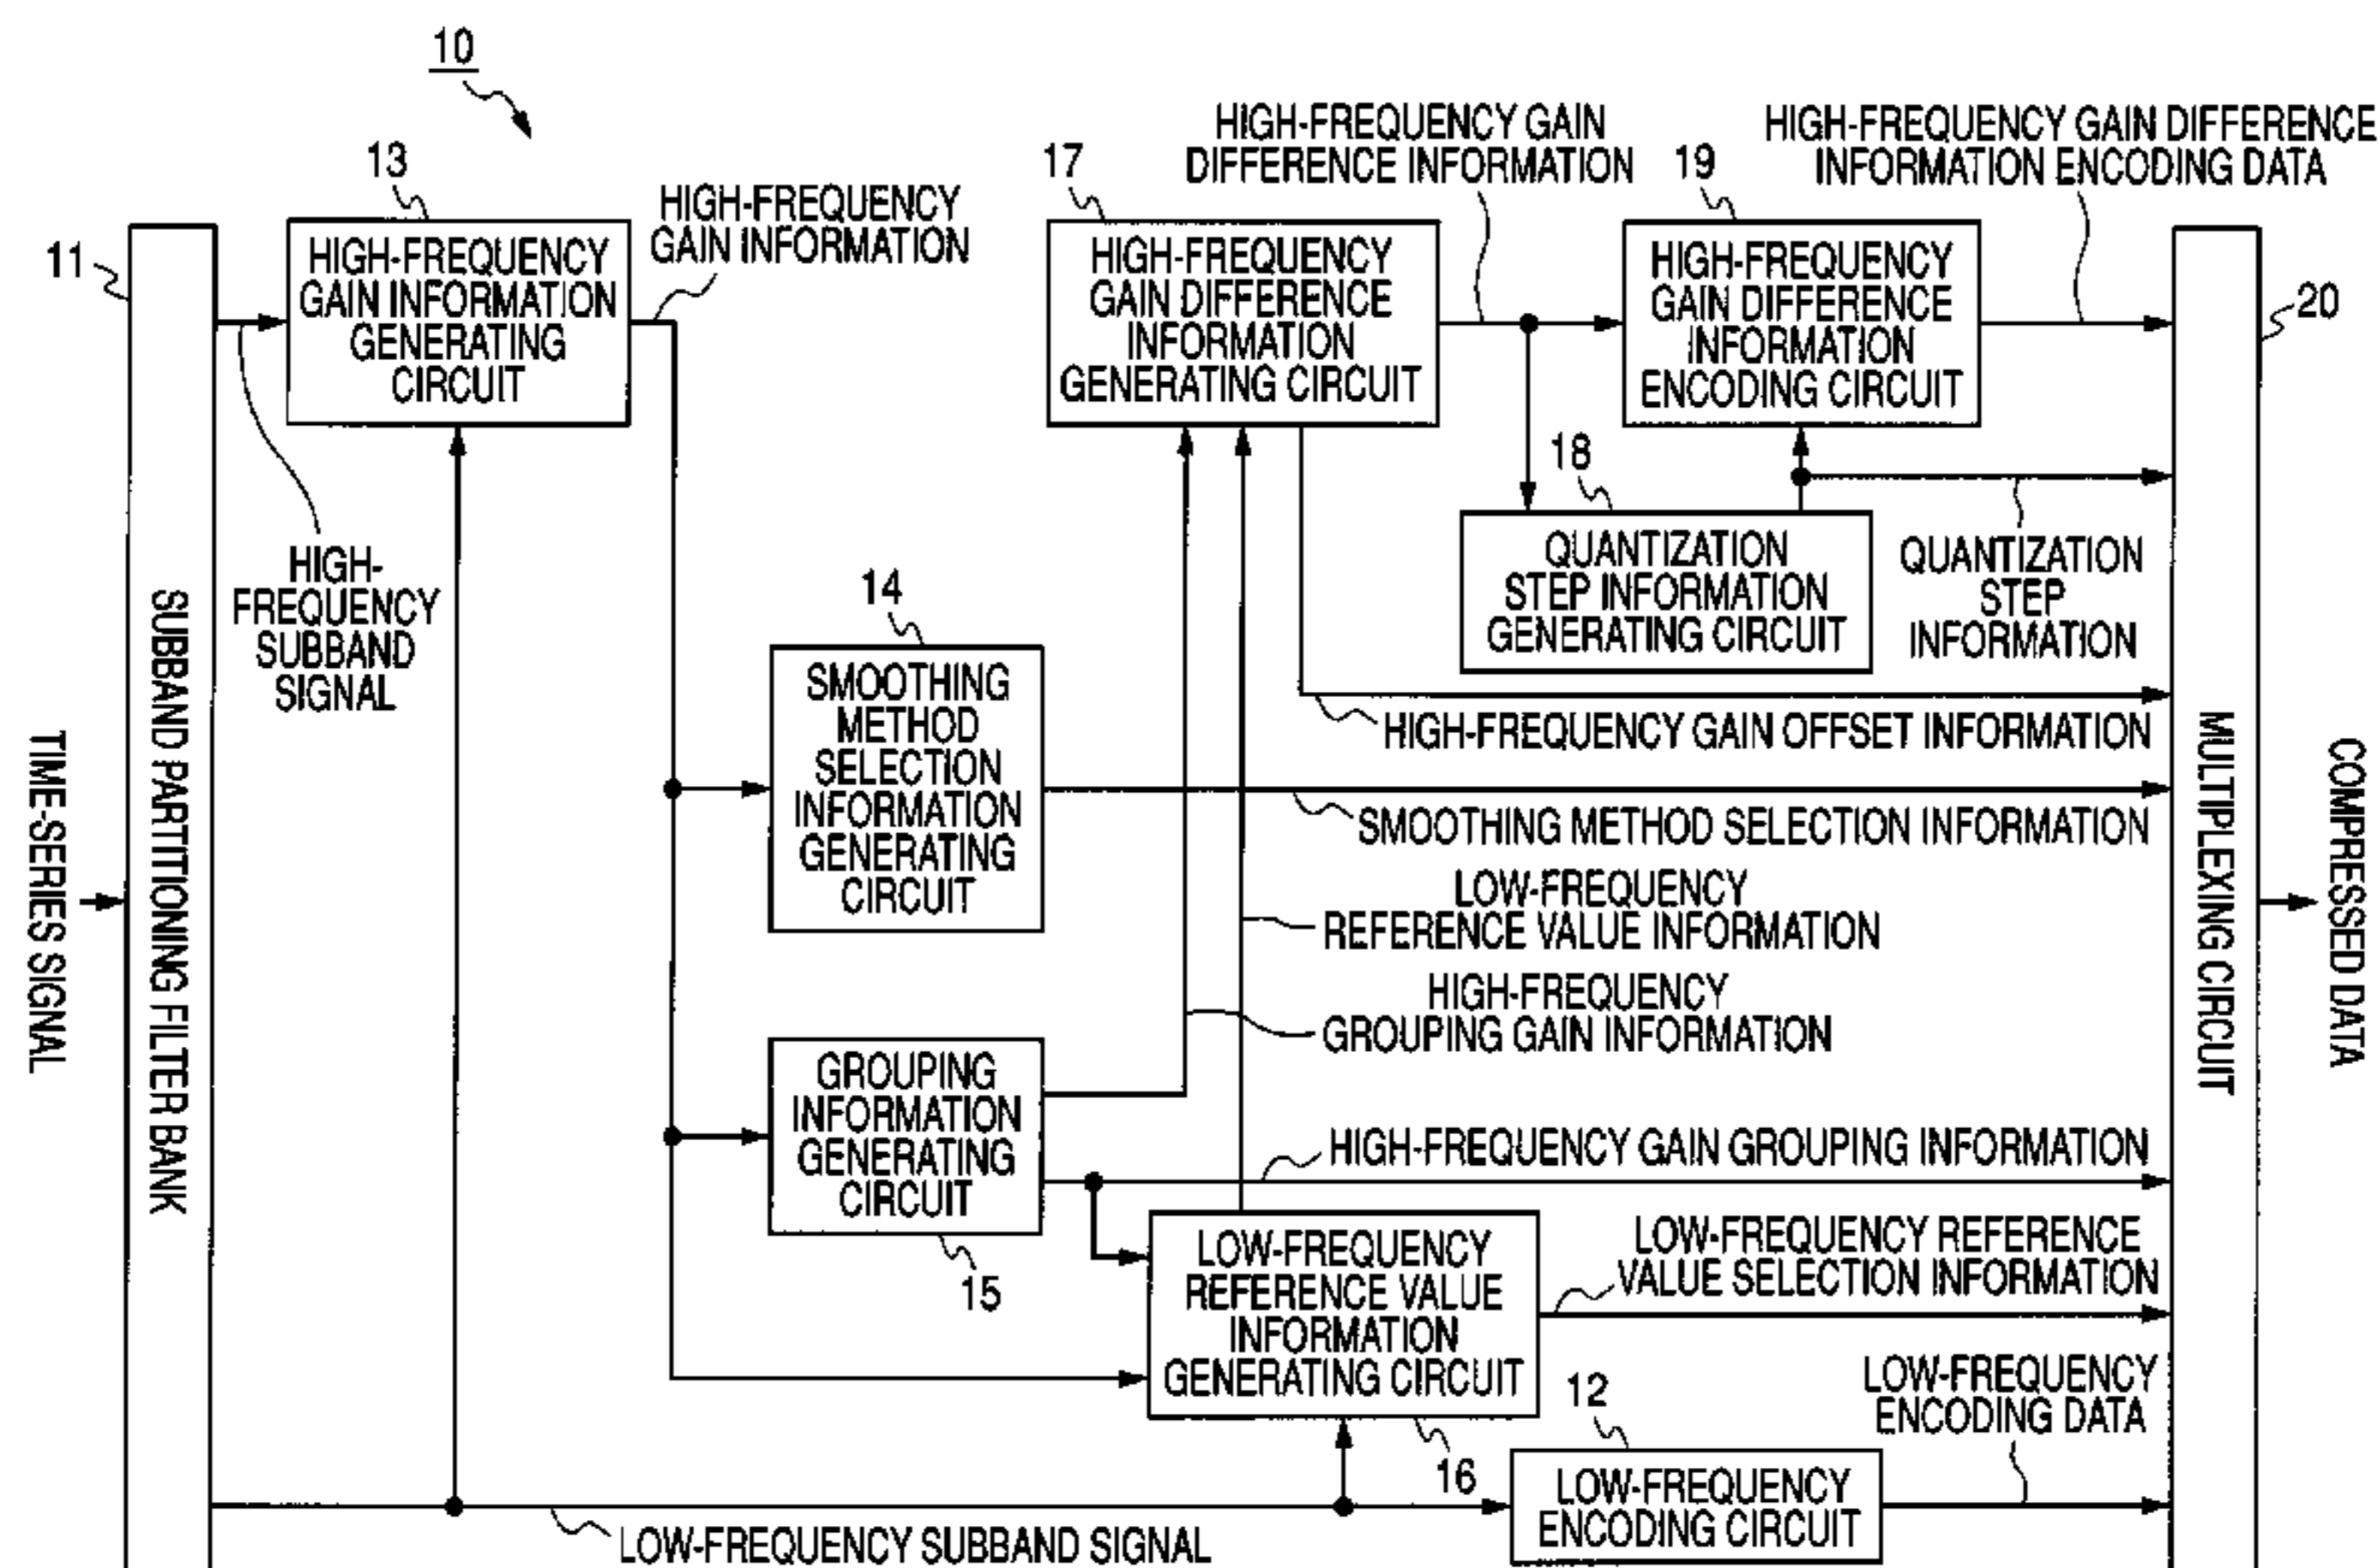 10
13
HIGH-FREQUENCY
GAIN INFORMATION
17
HIGH-FREQUENCY GAIN
DIFFERENCE INFORMATION
19
HIGH-FREQUENCY GAIN DIFFERENCE
INFORMATION ENCODING DATA
11
HIGH-FREQUENCY
GAIN INFORMATION
GENERATING
CIRCUIT
HIGH-FREQUENCY
GAIN DIFFERENCE
INFORMATION
GENERATING CIRCUIT
HIGH-FREQUENCY
GAIN DIFFERENCE
INFORMATION
ENCODING CIRCUIT
20
HIGH-
FREQUENCY
SUBBAND
SIGNAL
18
QUANTIZATION
STEP INFORMATION
GENERATING CIRCUIT
QUANTIZATION
STEP
INFORMATION
14
SMOOTHING
METHOD
SELECTION
INFORMATION
GENERATING
CIRCUIT
HIGH-FREQUENCY GAIN OFFSET INFORMATION
SMOOTHING METHOD SELECTION INFORMATION
TIME-SERIES SIGNAL
SUBBAND PARTITIONING FILTER BANK
MULTIPLEXING CIRCUIT
COMPRESSED DATA
LOW-FREQUENCY
REFERENCE VALUE INFORMATION
HIGH-FREQUENCY
GROUPING GAIN INFORMATION
GROUPING
INFORMATION
GENERATING
CIRCUIT
15
HIGH-FREQUENCY GAIN GROUPING INFORMATION
LOW-FREQUENCY
REFERENCE VALUE
INFORMATION
GENERATING CIRCUIT
16
LOW-FREQUENCY REFERENCE
VALUE SELECTION INFORMATION
12
LOW-FREQUENCY
ENCODING DATA
LOW-FREQUENCY
ENCODING CIRCUIT
LOW-FREQUENCY SUBBAND SIGNAL